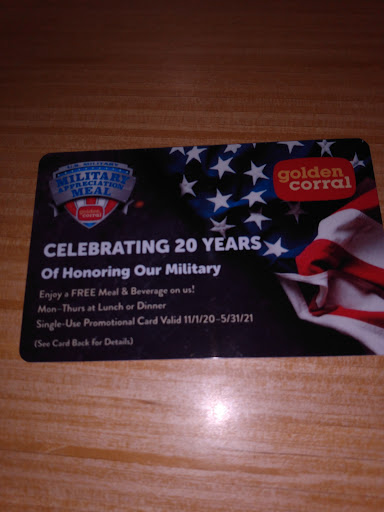 U.S. MILITARY
MILITARY
APPRECIATION
MEAL
golden
corral
golden
corral
CELEBRATING 20 YEARS
Of Honoring Our Military
Enjoy a FREE Meal & Beverage on us!
Mon-Thurs at Lunch or Dinner
Single-Use Promotional Card Valid 11/1/20-5/31/21
(See Card Back for Details)